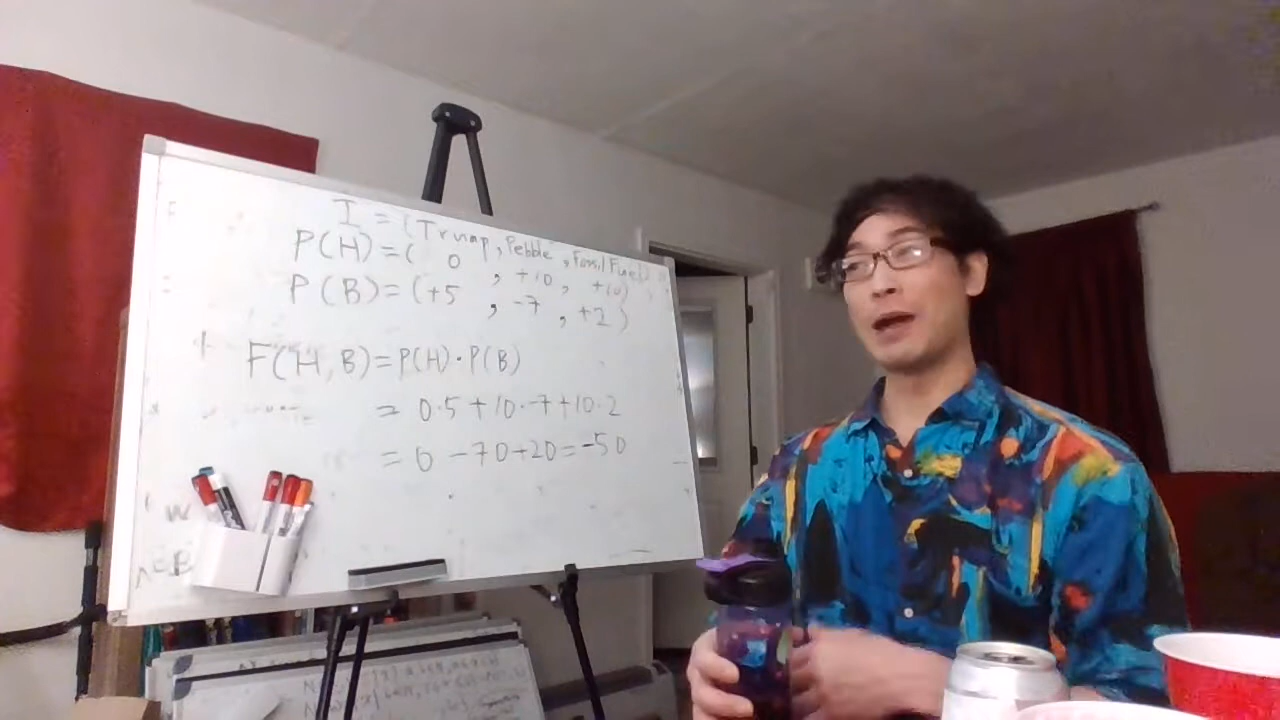 I = (Trump, Pebble, Fossil Fuel)
P(H)=( 0 , +10 , +10)
P(B)=(+5 , -7 , +2)
F(H,B)=P(H)·P(B)
= 0·5+10·-7+10·2
= 0 -70+20=-50